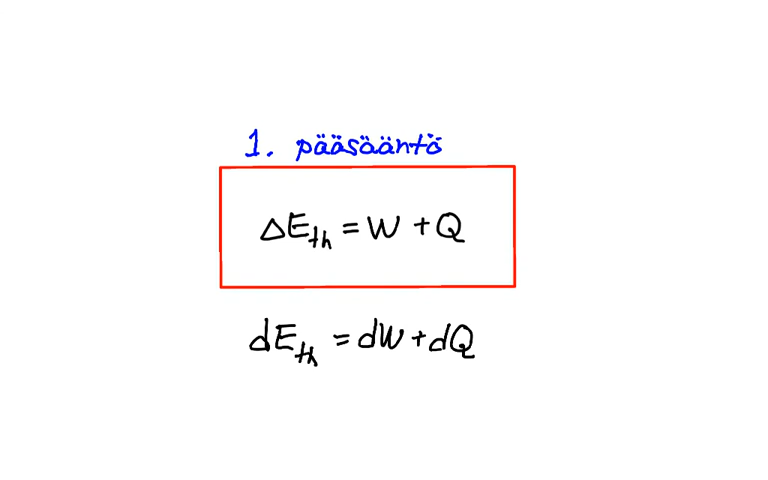 1. pääsääntö
ΔE_th = W + Q
dE_th = dW + dQ